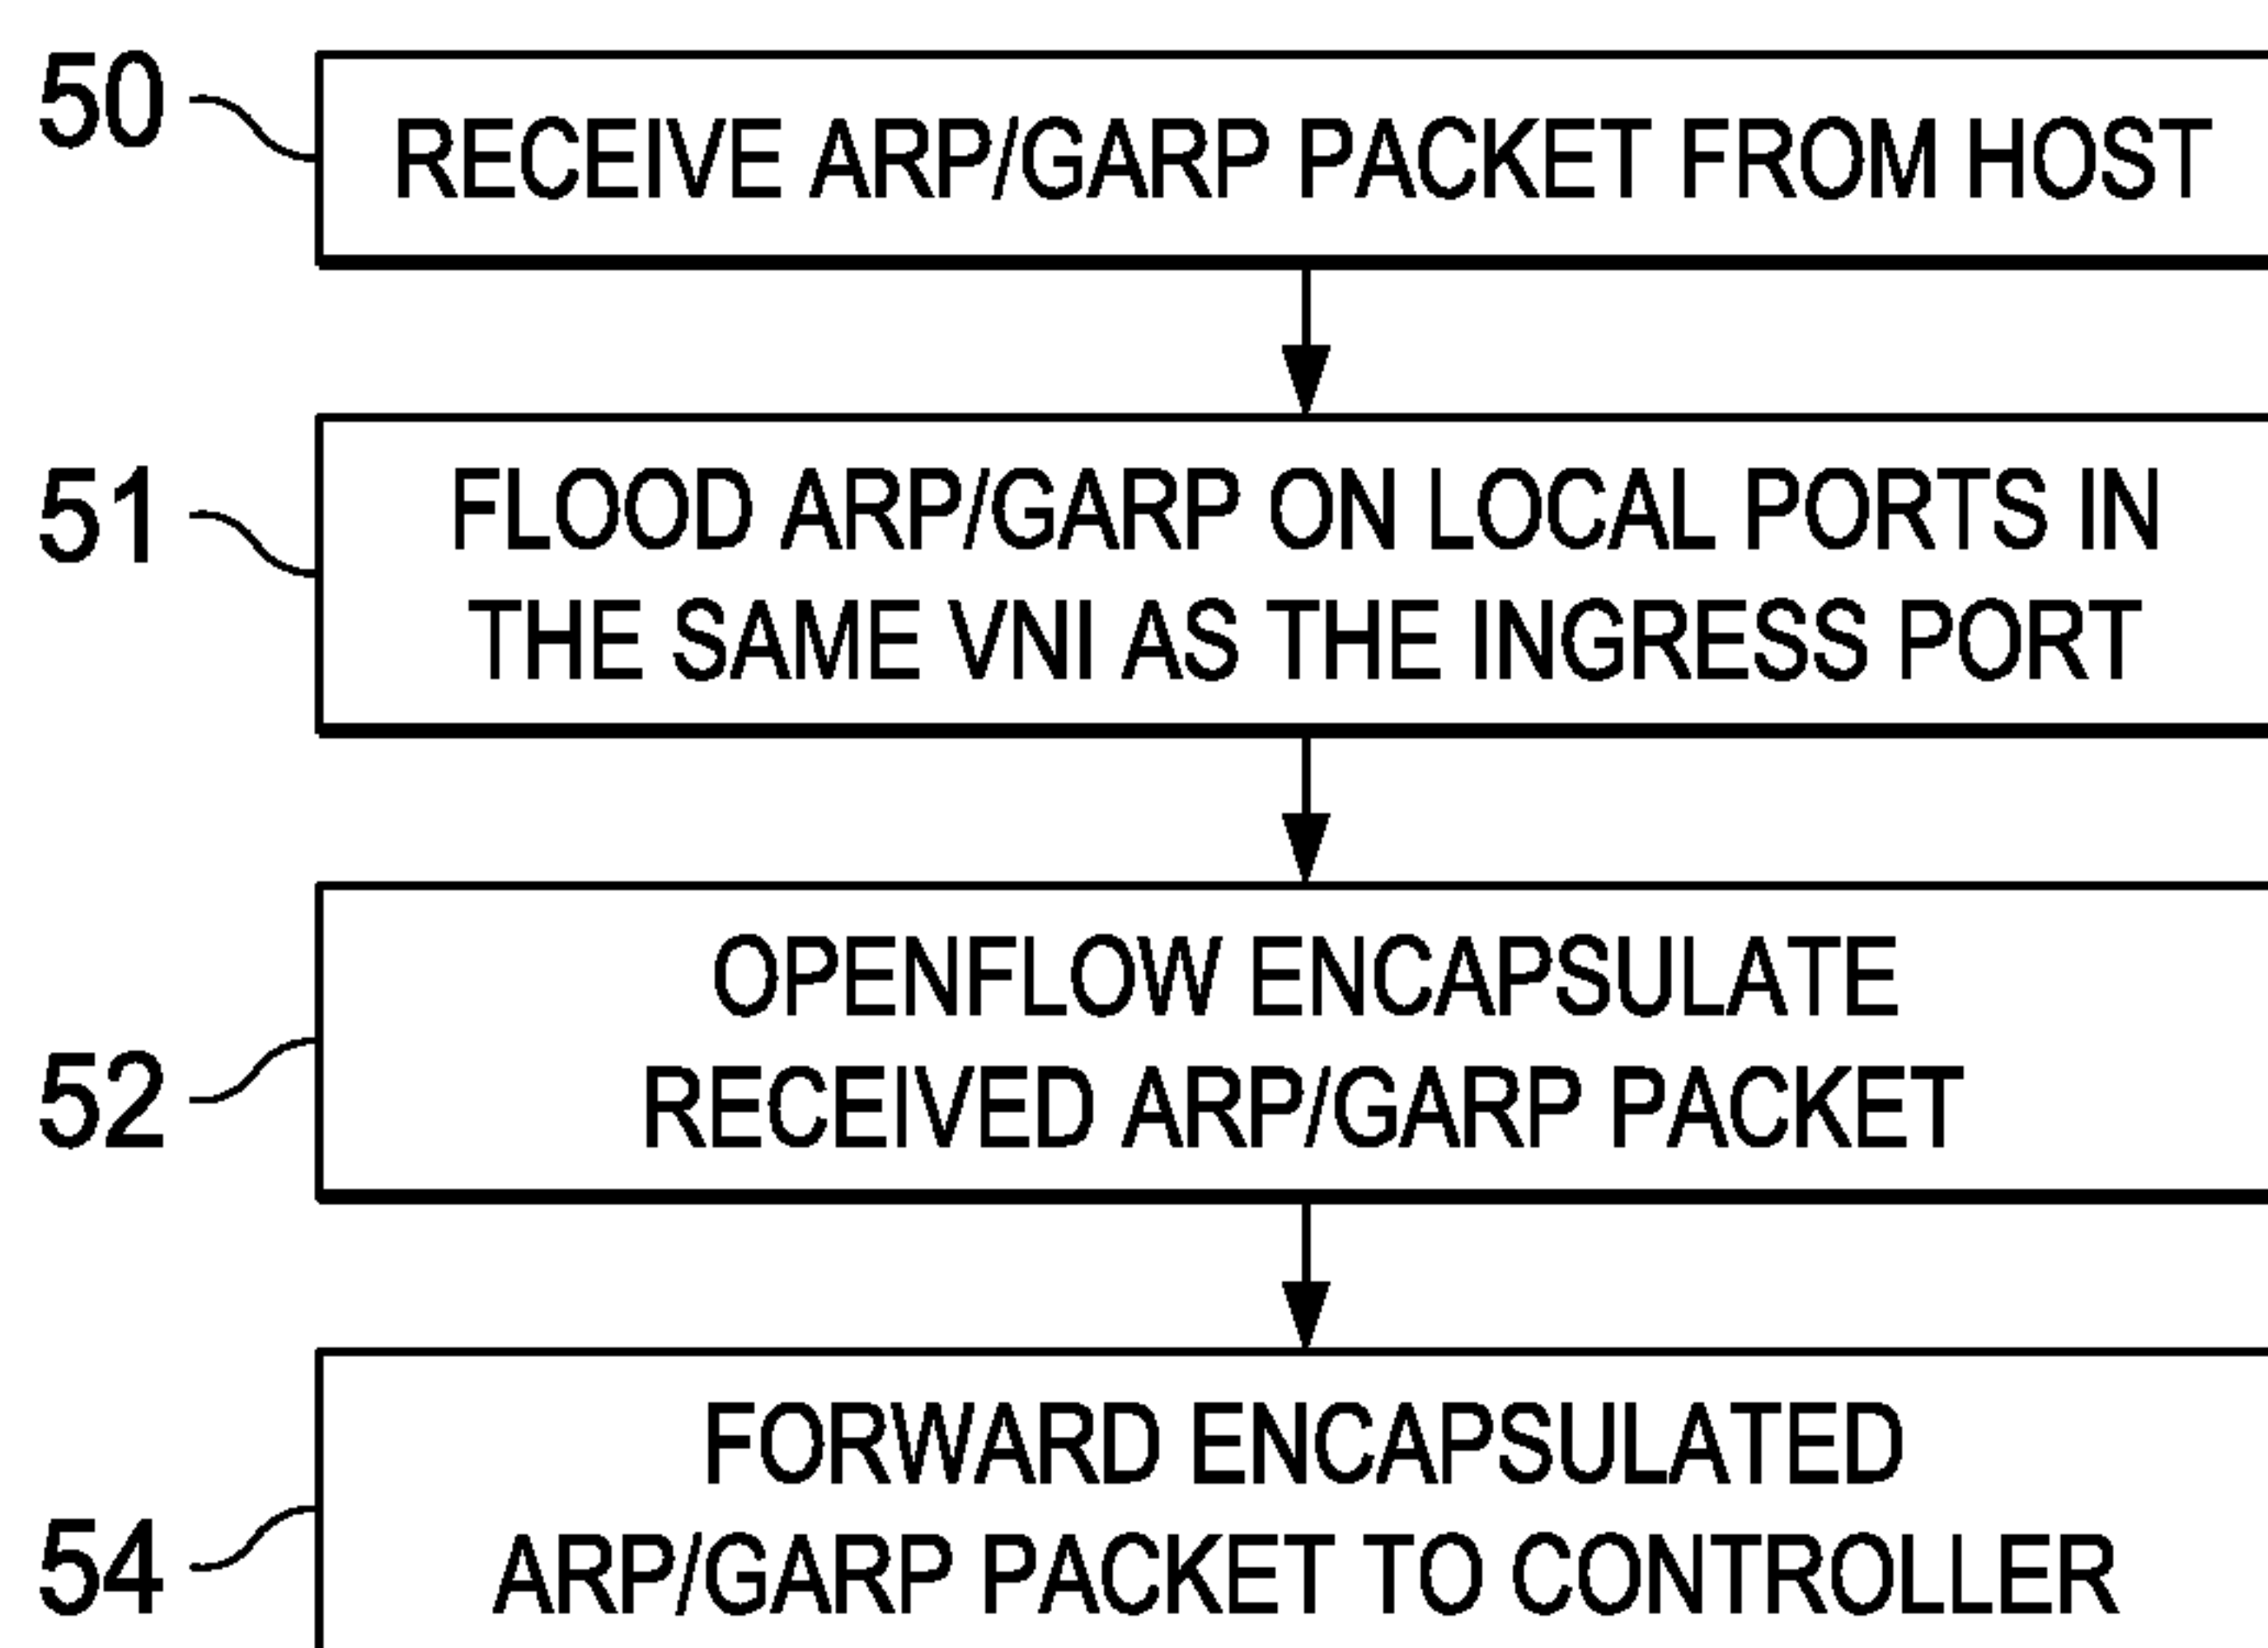 50
RECEIVE ARP/GARP PACKET FROM HOST
51
FLOOD ARP/GARP ON LOCAL PORTS IN
THE SAME VNI AS THE INGRESS PORT
52
OPENFLOW ENCAPSULATE
RECEIVED ARP/GARP PACKET
54
FORWARD ENCAPSULATED
ARP/GARP PACKET TO CONTROLLER